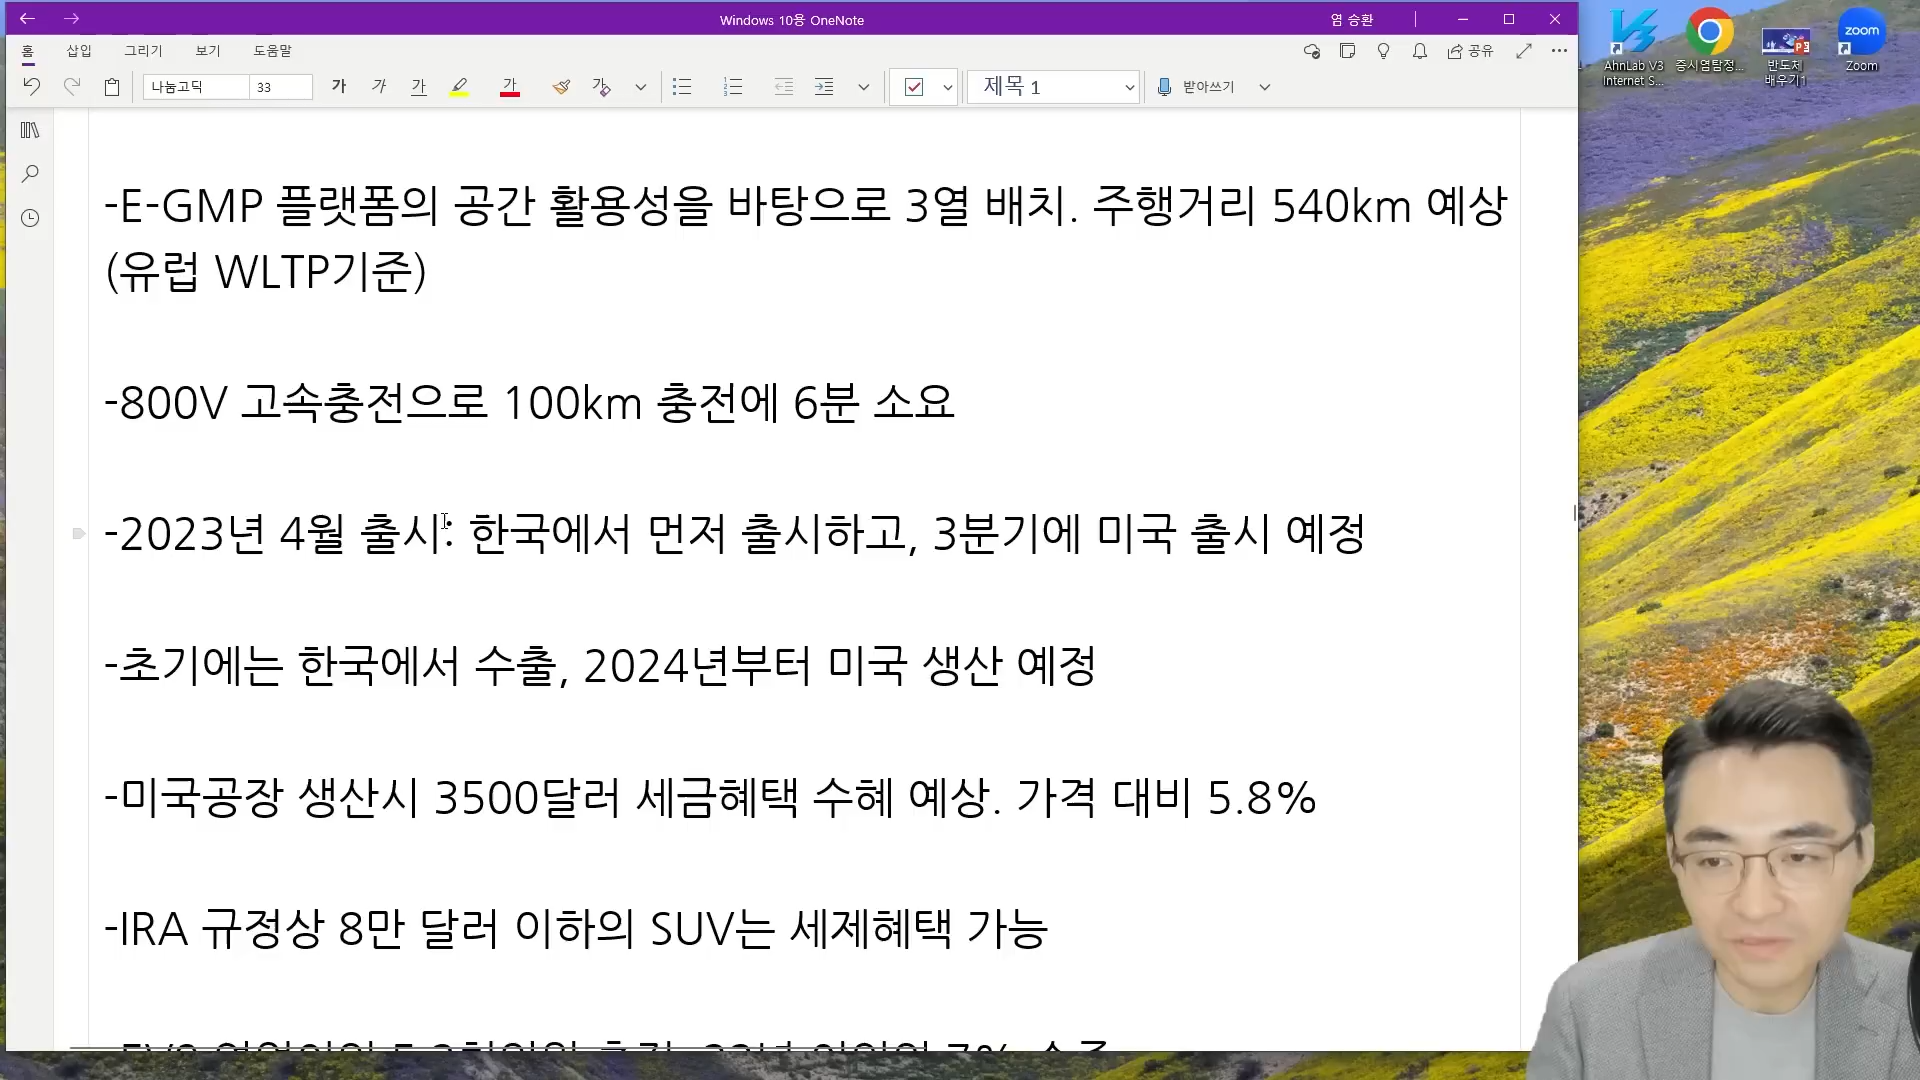 Windows 10용 OneNote
염 승환
홈 삽입 그리기 보기 도움말
공유
나눔고딕 33 가 가 가 가 가 제목 1 받아쓰기
-E-GMP 플랫폼의 공간 활용성을 바탕으로 3열 배치. 주행거리 540km 예상
(유럽 WLTP기준)
-800V 고속충전으로 100km 충전에 6분 소요
-2023년 4월 출시: 한국에서 먼저 출시하고, 3분기에 미국 출시 예정
-초기에는 한국에서 수출, 2024년부터 미국 생산 예정
-미국공장 생산시 3500달러 세금혜택 수혜 예상. 가격 대비 5.8%
-IRA 규정상 8만 달러 이하의 SUV는 세제혜택 가능
AhnLab V3
Internet S...
증시염탐정...
반도체
배우기1
zoom
Zoom